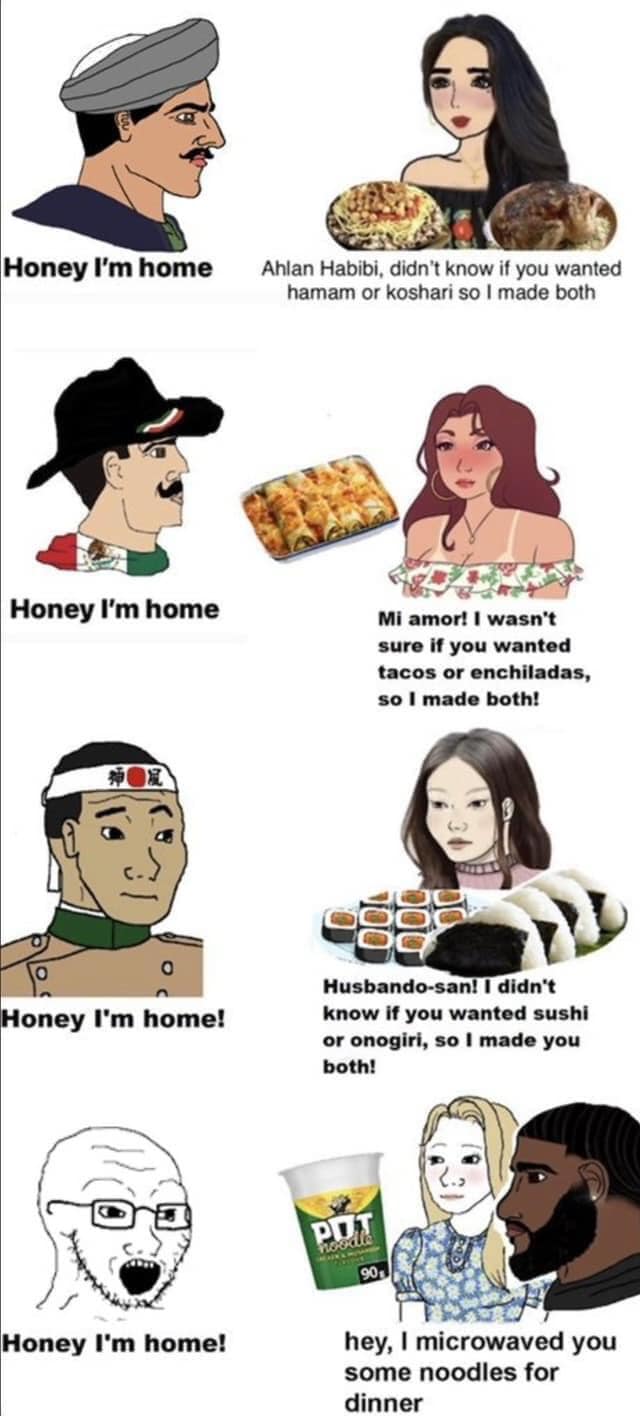 Honey I'm home
Ahlan Habibi, didn't know if you wanted
hamam or koshari so I made both
Honey I'm home
Mi amor! I wasn't
sure if you wanted
tacos or enchiladas,
so I made both!
神風
Honey I'm home!
Husbando-san! I didn't
know if you wanted sushi
or onogiri, so I made you
both!
POT
noodle
90s
Honey I'm home!
hey, I microwaved you
some noodles for
dinner